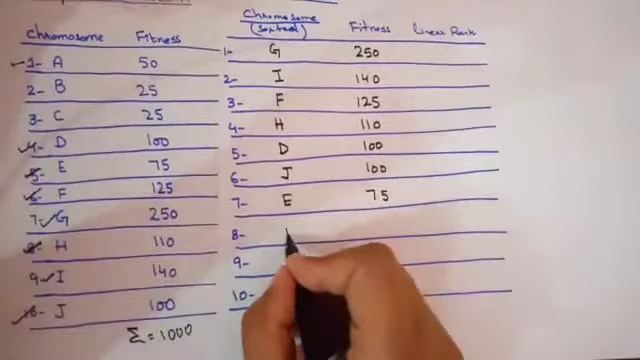 Chromosome Fitness
1- A 50
2- B 25
3- C 25
4- D 100
5- E 75
6- F 125
7- G 250
8- H 110
9- I 140
10- J 100
Σ = 1000
Chromosome (sorted) Fitness Linear Rank
1- G 250
2- I 140
3- F 125
4- H 110
5- D 100
6- J 100
7- E 75
8-
9-
10-